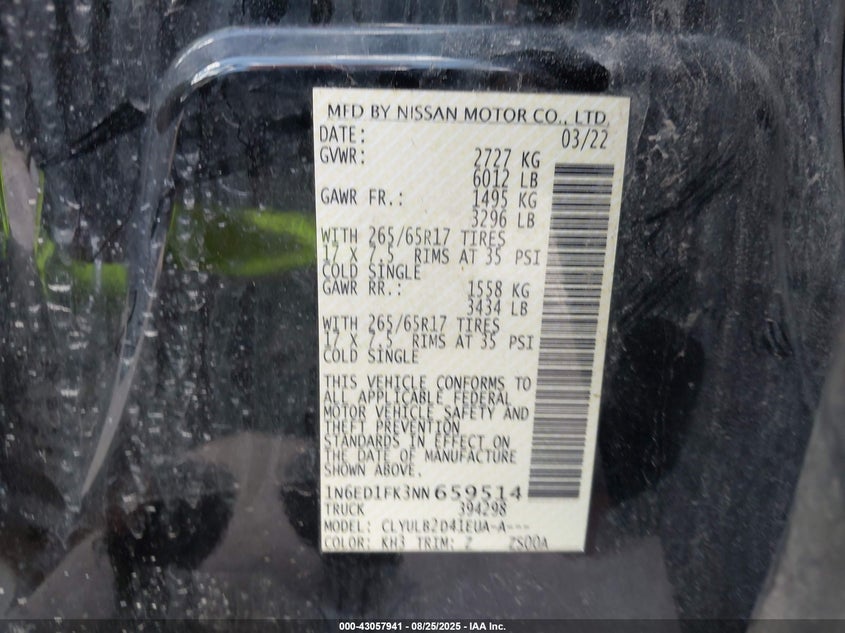 MFD BY NISSAN MOTOR CO., LTD.
DATE: 03/22
GVWR: 2727 KG
6012 LB
GAWR FR.: 1495 KG
3296 LB
WITH 265/65R17 TIRES
17 X 7.5 RIMS AT 35 PSI
COLD SINGLE
GAWR RR.: 1558 KG
3434 LB
WITH 265/65R17 TIRES
17 X 7.5 RIMS AT 35 PSI
COLD SINGLE
THIS VEHICLE CONFORMS TO
ALL APPLICABLE FEDERAL
MOTOR VEHICLE SAFETY AND
THEFT PREVENTION
STANDARDS IN EFFECT ON
THE DATE OF MANUFACTURE
SHOWN ABOVE.
1N6ED1FK3NN659514
TRUCK 394298
MODEL: CLYULB2D41EUA-A---
COLOR: KH3 TRIM: Z ZS00A
000-43057941 - 08/25/2025 - IAA Inc.